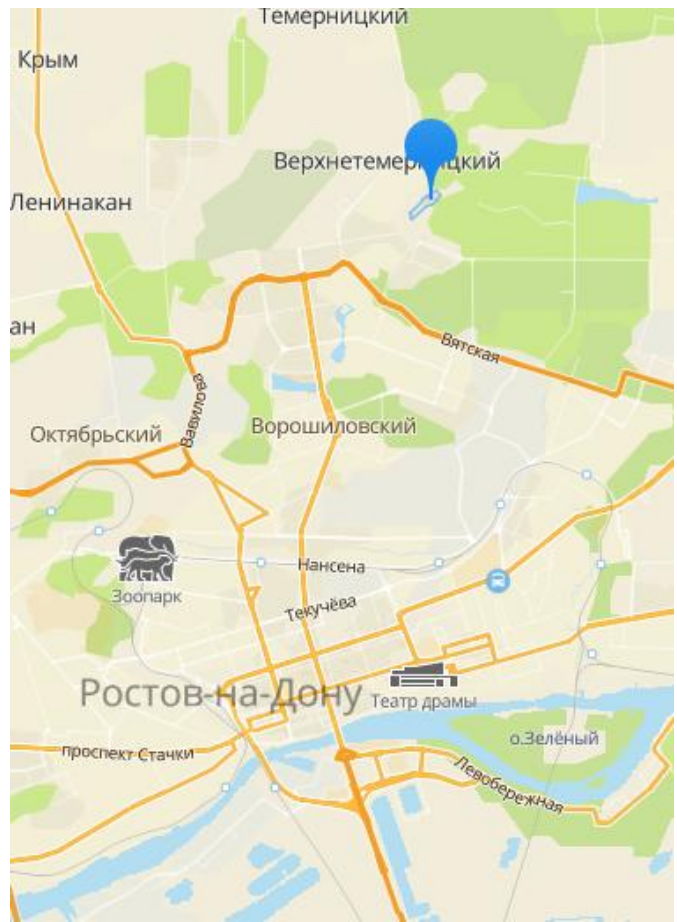 Темерницкий
Крым
Верхнетемерницкий
Ленинакан
ан
Вятская
Вавилова
Октябрьский
Ворошиловский
Нансена
Зоопарк
Текучёва
Ростов-на-Дону
Театр драмы
о.Зелёный
проспект Стачки
Левобережная